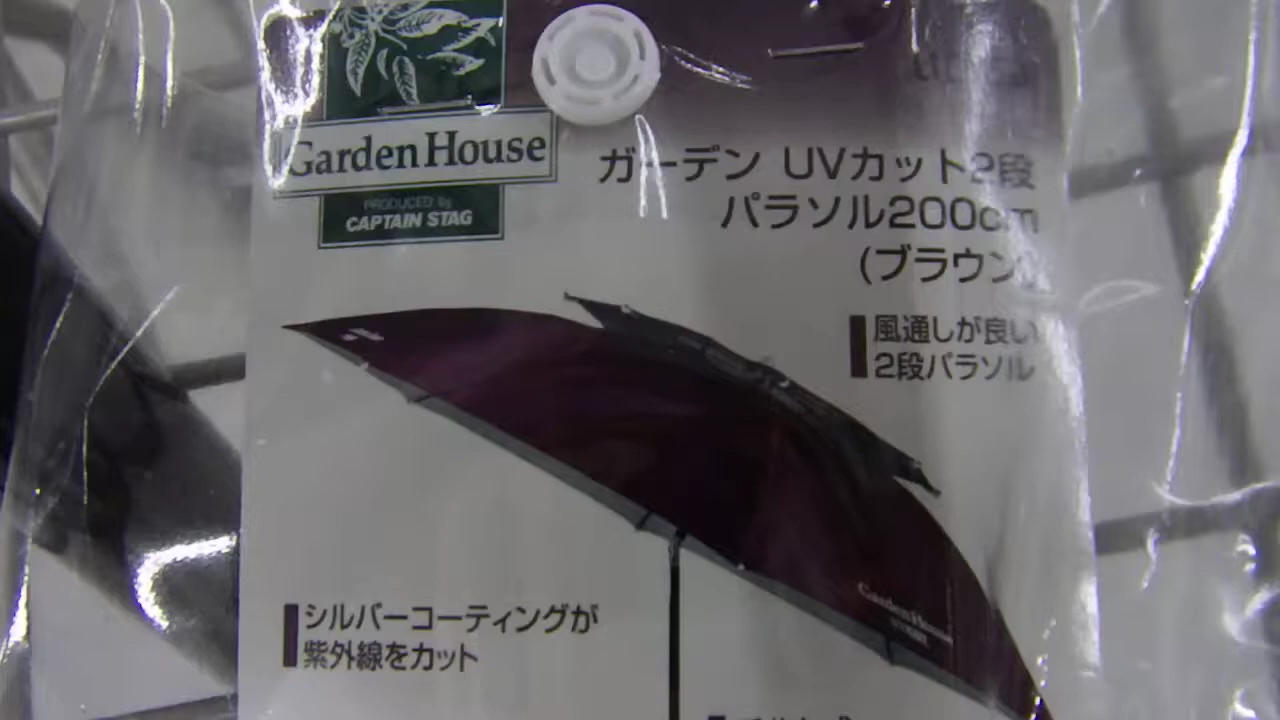 Garden House
PRODUCED By
CAPTAIN STAG
ガーデン UVカット2段
パラソル200cm
(ブラウン)
風通しが良い
2段パラソル
Garden House
シルバーコーティングが
紫外線をカット